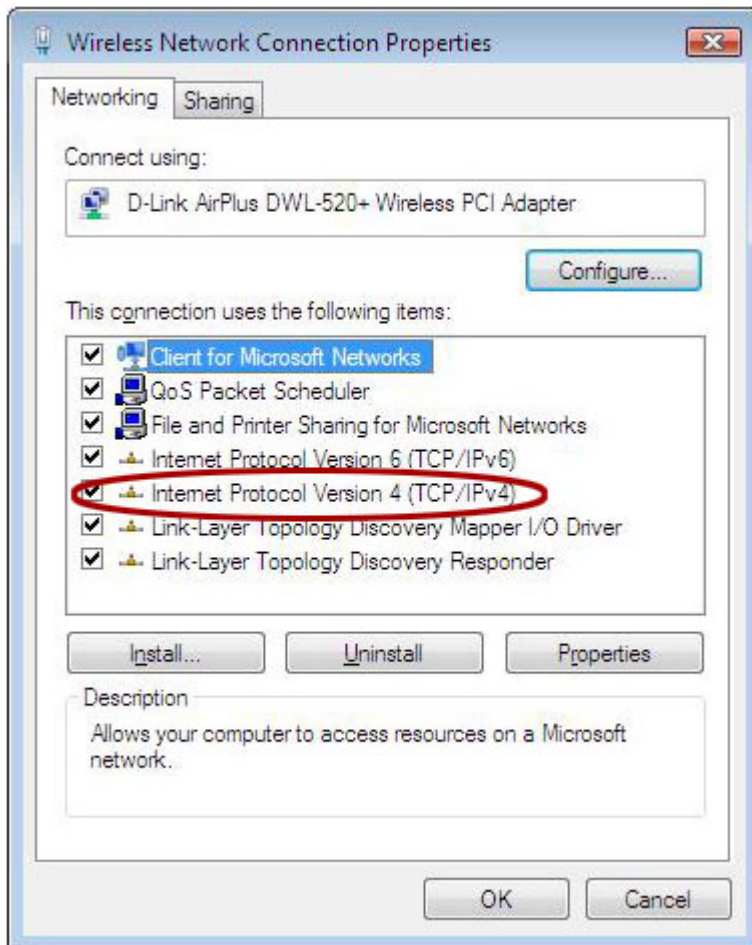 Wireless Network Connection Properties
Networking
Sharing
Connect using:
D-Link AirPlus DWL-520+ Wireless PCI Adapter
Configure...
This connection uses the following items:
Client for Microsoft Networks
QoS Packet Scheduler
File and Printer Sharing for Microsoft Networks
Internet Protocol Version 6 (TCP/IPv6)
Internet Protocol Version 4 (TCP/IPv4)
Link-Layer Topology Discovery Mapper I/O Driver
Link-Layer Topology Discovery Responder
Install...
Uninstall
Properties
Description
Allows your computer to access resources on a Microsoft
network.
OK
Cancel